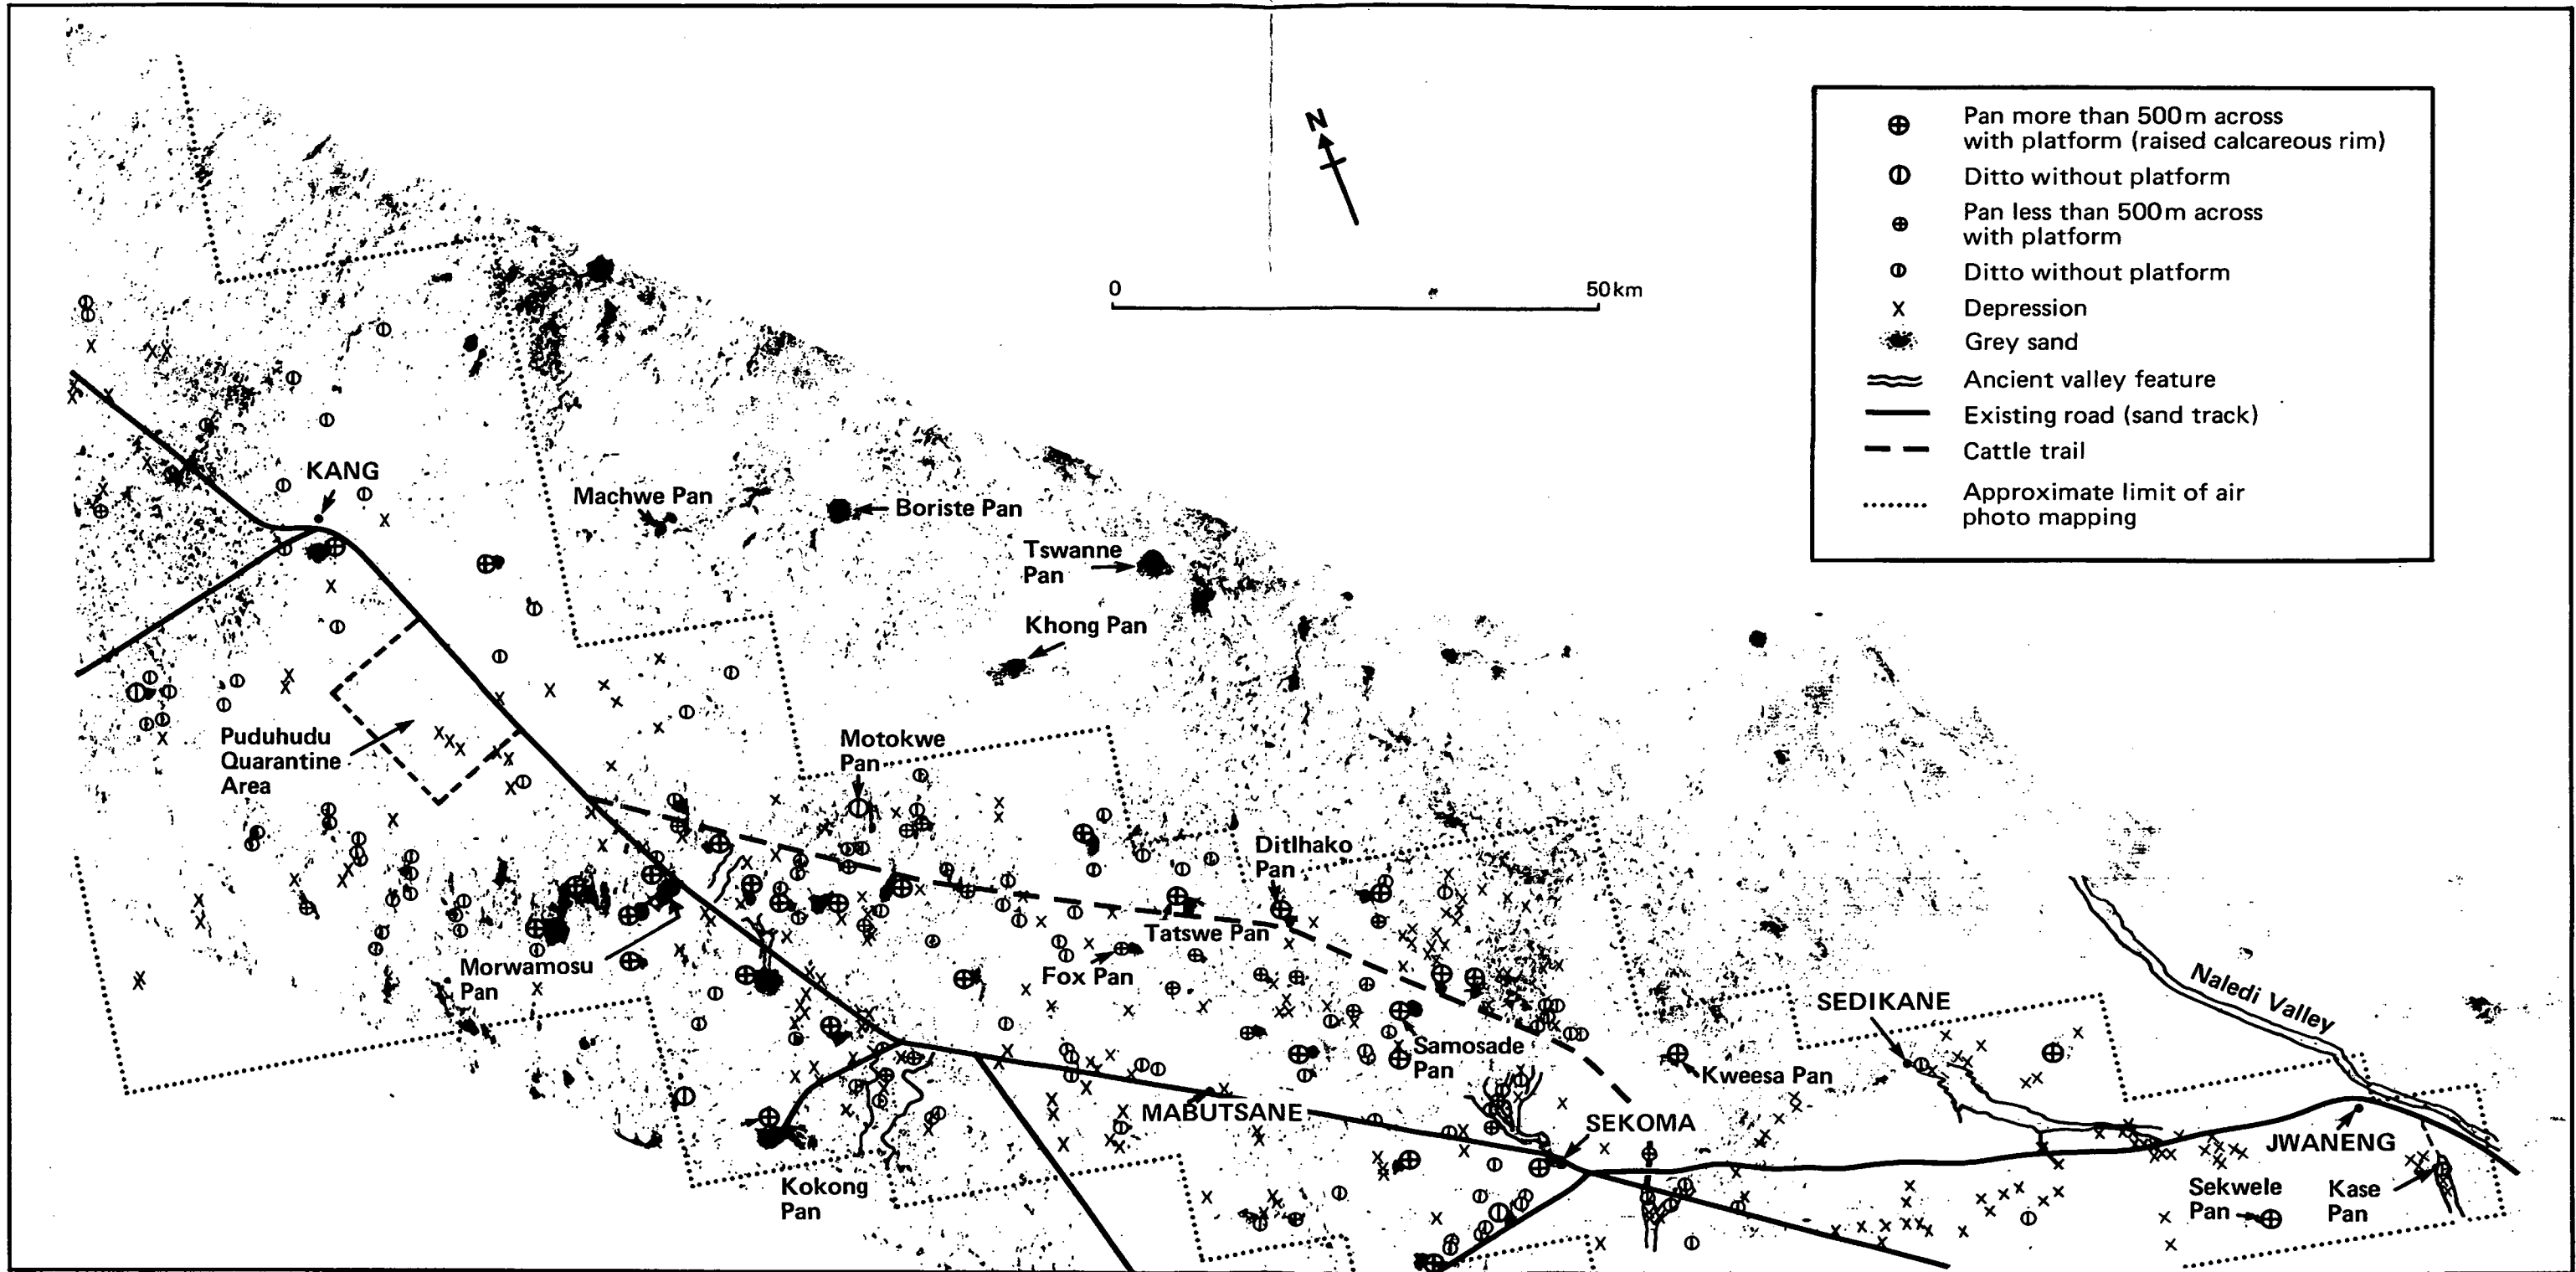 N
0 50km
Pan more than 500m across
with platform (raised calcareous rim)
Ditto without platform
Pan less than 500m across
with platform
Ditto without platform
x Depression
Grey sand
Ancient valley feature
Existing road (sand track)
Cattle trail
Approximate limit of air
photo mapping
KANG
Machwe Pan
Boriste Pan
Tswanne
Pan
Khong Pan
Puduhudu
Quarantine
Area
Motokwe
Pan
Ditlhako
Pan
Tatswe Pan
Fox Pan
Morwamosu
Pan
Samosade
Pan
Kweesa Pan
SEDIKANE
Naledi Valley
MABUTSANE
SEKOMA
JWANENG
Kokong
Pan
Sekwele
Pan
Kase
Pan